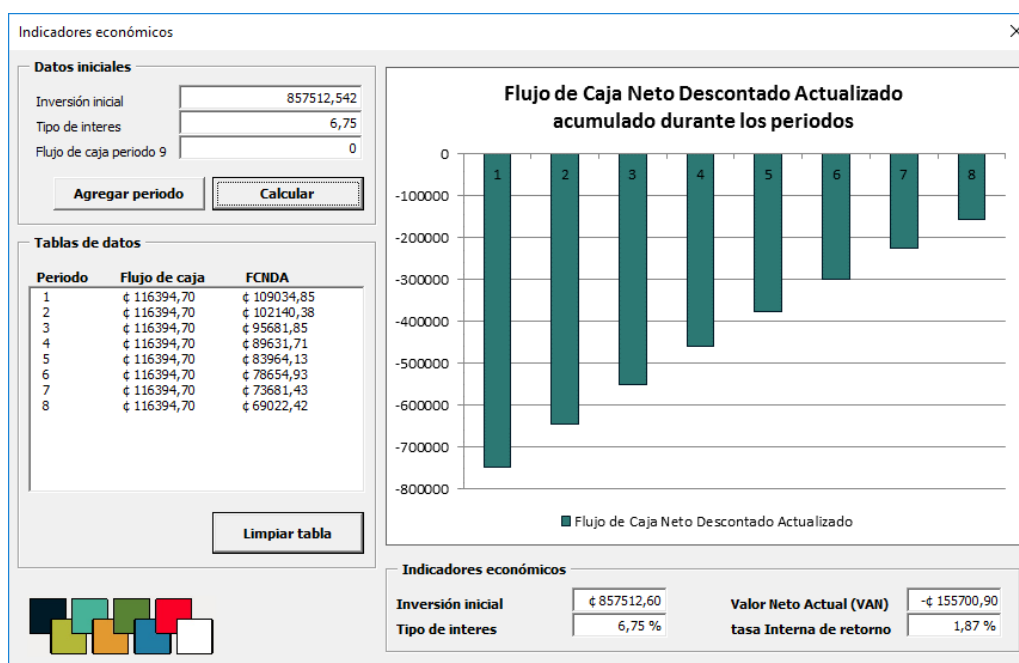 Indicadores económicos
Datos iniciales
Inversión inicial 857512,542
Tipo de interes 6,75
Flujo de caja periodo 9 0
Agregar periodo Calcular
Tablas de datos
Periodo Flujo de caja FCNDA
1 ¢ 116394,70 ¢ 109034,85
2 ¢ 116394,70 ¢ 102140,38
3 ¢ 116394,70 ¢ 95681,85
4 ¢ 116394,70 ¢ 89631,71
5 ¢ 116394,70 ¢ 83964,13
6 ¢ 116394,70 ¢ 78654,93
7 ¢ 116394,70 ¢ 73681,43
8 ¢ 116394,70 ¢ 69022,42
Limpiar tabla
Flujo de Caja Neto Descontado Actualizado
acumulado durante los periodos
0
1 2 3 4 5 6 7 8
-100000
-200000
-300000
-400000
-500000
-600000
-700000
-800000
Flujo de Caja Neto Descontado Actualizado
Indicadores económicos
Inversión inicial ¢ 857512,60 Valor Neto Actual (VAN) -¢ 155700,90
Tipo de interes 6,75 % tasa Interna de retorno 1,87 %